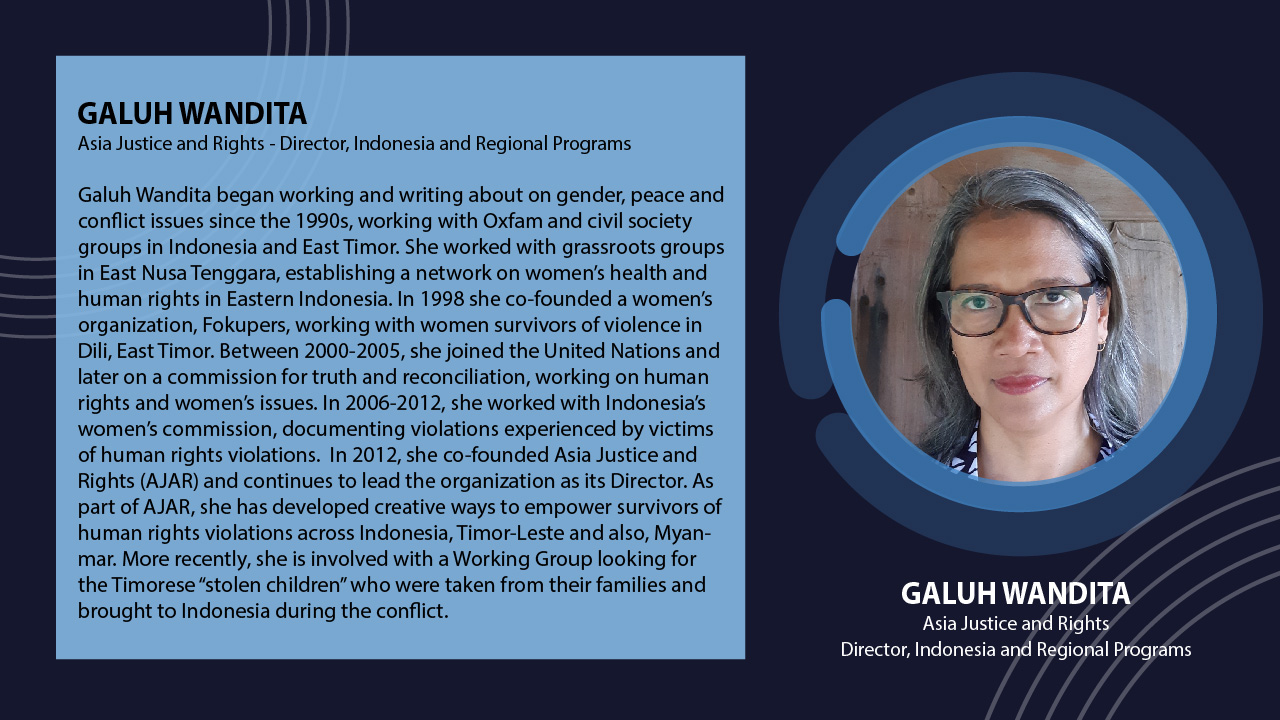 GALUH WANDITA
Asia Justice and Rights - Director, Indonesia and Regional Programs
Galuh Wandita began working and writing about on gender, peace and
conflict issues since the 1990s, working with Oxfam and civil society
groups in Indonesia and East Timor. She worked with grassroots groups
in East Nusa Tenggara, establishing a network on women’s health and
human rights in Eastern Indonesia. In 1998 she co-founded a women’s
organization, Fokupers, working with women survivors of violence in
Dili, East Timor. Between 2000-2005, she joined the United Nations and
later on a commission for truth and reconciliation, working on human
rights and women’s issues. In 2006-2012, she worked with Indonesia’s
women’s commission, documenting violations experienced by victims
of human rights violations.  In 2012, she co-founded Asia Justice and
Rights (AJAR) and continues to lead the organization as its Director. As
part of AJAR, she has developed creative ways to empower survivors of
human rights violations across Indonesia, Timor-Leste and also, Myan-
mar. More recently, she is involved with a Working Group looking for
the Timorese “stolen children” who were taken from their families and
brought to Indonesia during the conflict.
GALUH WANDITA
Asia Justice and Rights
Director, Indonesia and Regional Programs